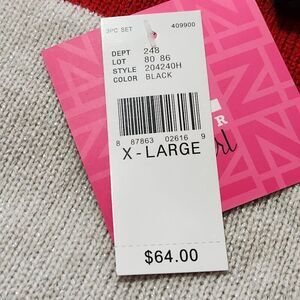 3PC SET 409900
DEPT 248
LOT 80 86
STYLE 204240H
COLOR BLACK
8 87863 02616 9
X-LARGE
$64.00